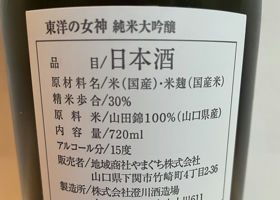 東洋の女神 純米大吟醸
品 目/日本酒
原材料名/米(国産)・米麹(国産米)
精米歩合/30%
原 料 米/山田錦100%(山口県産)
内 容 量/720ml
アルコール分/15度
販売者/地域商社やまぐち株式会社
山口県下関市竹崎町4丁目2-36
製造所/株式会社澄川酒造場
611